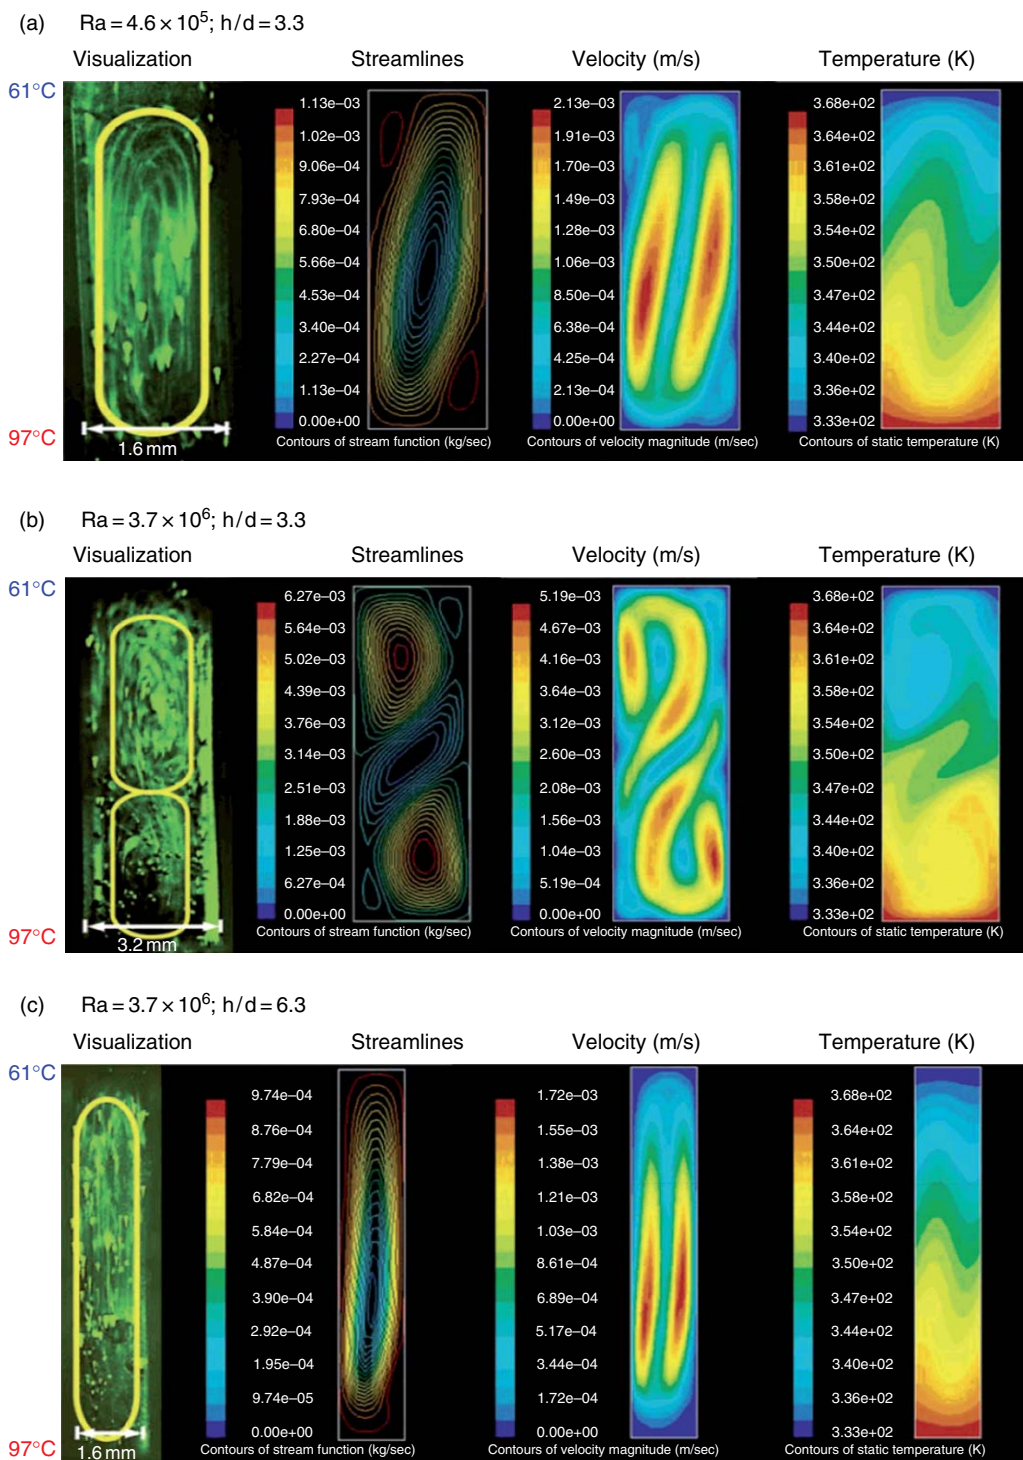 (a) Ra = 4.6 × 10⁵; h/d = 3.3
Visualization Streamlines Velocity (m/s) Temperature (K)
61°C
1.13e–03 2.13e–03 3.68e+02
1.02e–03 1.91e–03 3.64e+02
9.06e–04 1.70e–03 3.61e+02
7.93e–04 1.49e–03 3.58e+02
6.80e–04 1.28e–03 3.54e+02
5.66e–04 1.06e–03 3.50e+02
4.53e–04 8.50e–04 3.47e+02
3.40e–04 6.38e–04 3.44e+02
2.27e–04 4.25e–04 3.40e+02
1.13e–04 2.13e–04 3.36e+02
0.00e+00 0.00e+00 3.33e+02
97°C
1.6 mm
Contours of stream function (kg/sec) Contours of velocity magnitude (m/sec) Contours of static temperature (K)
(b) Ra = 3.7 × 10⁶; h/d = 3.3
Visualization Streamlines Velocity (m/s) Temperature (K)
61°C
6.27e–03 5.19e–03 3.68e+02
5.64e–03 4.67e–03 3.64e+02
5.02e–03 4.16e–03 3.61e+02
4.39e–03 3.64e–03 3.58e+02
3.76e–03 3.12e–03 3.54e+02
3.14e–03 2.60e–03 3.50e+02
2.51e–03 2.08e–03 3.47e+02
1.88e–03 1.56e–03 3.44e+02
1.25e–03 1.04e–03 3.40e+02
6.27e–04 5.19e–04 3.36e+02
0.00e+00 0.00e+00 3.33e+02
97°C
3.2 mm
Contours of stream function (kg/sec) Contours of velocity magnitude (m/sec) Contours of static temperature (K)
(c) Ra = 3.7 × 10⁶; h/d = 6.3
Visualization Streamlines Velocity (m/s) Temperature (K)
61°C
9.74e–04 1.72e–03 3.68e+02
8.76e–04 1.55e–03 3.64e+02
7.79e–04 1.38e–03 3.61e+02
6.82e–04 1.21e–03 3.58e+02
5.84e–04 1.03e–03 3.54e+02
4.87e–04 8.61e–04 3.50e+02
3.90e–04 6.89e–04 3.47e+02
2.92e–04 5.17e–04 3.44e+02
1.95e–04 3.44e–04 3.40e+02
9.74e–05 1.72e–04 3.36e+02
0.00e+00 0.00e+00 3.33e+02
97°C
1.6 mm
Contours of stream function (kg/sec) Contours of velocity magnitude (m/sec) Contours of static temperature (K)